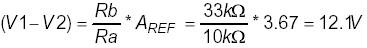 (V1–V2) = Rb/Ra * A_REF = 33kΩ/10kΩ * 3.67 = 12.1V